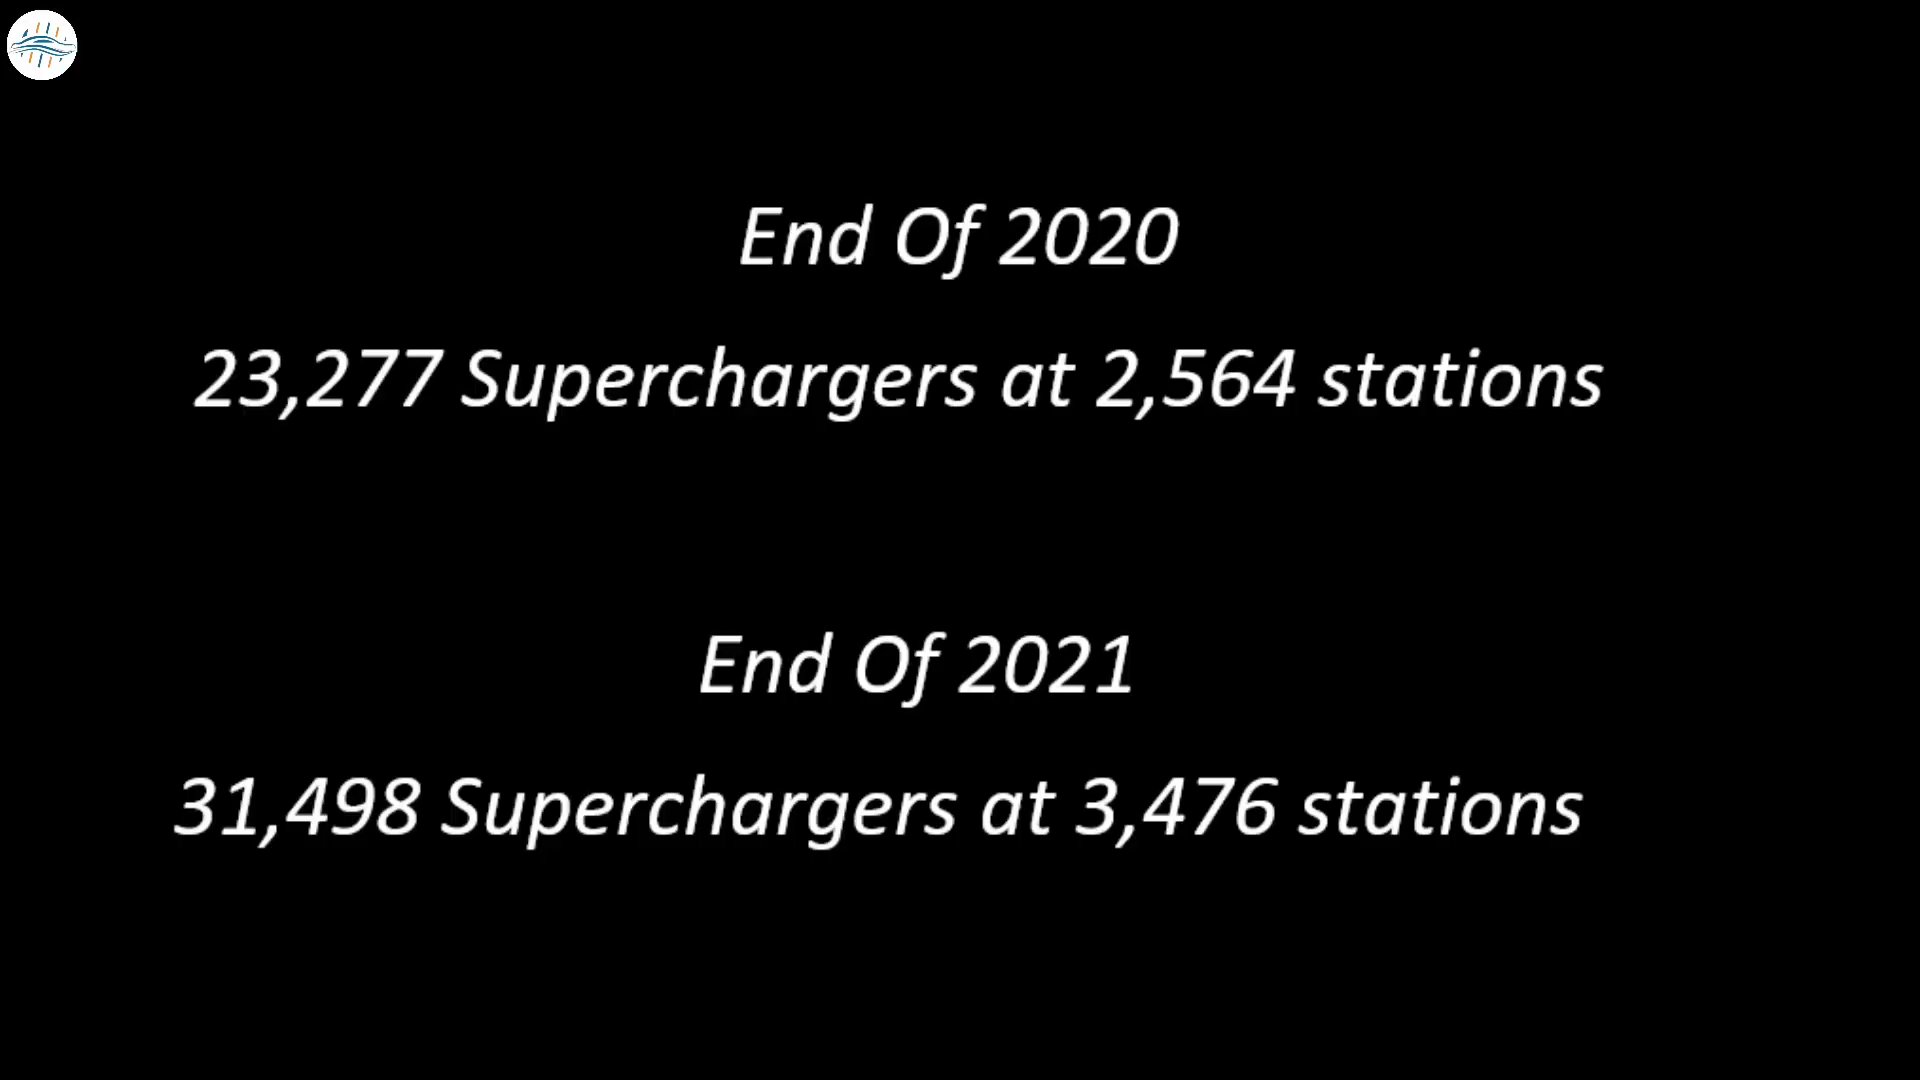 End Of 2020
23,277 Superchargers at 2,564 stations
End Of 2021
31,498 Superchargers at 3,476 stations